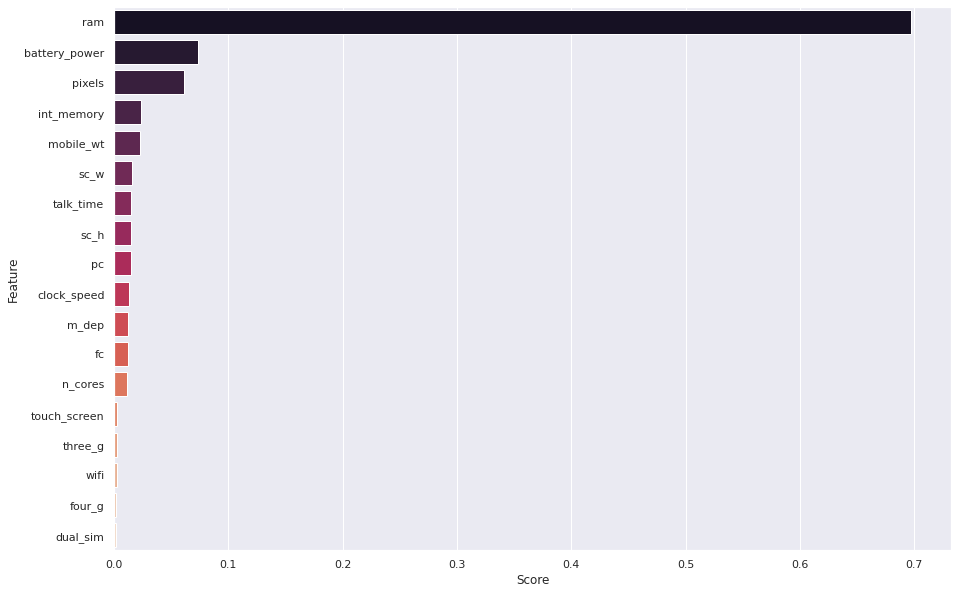 ram
battery_power
pixels
int_memory
mobile_wt
sc_w
talk_time
sc_h
pc
clock_speed
m_dep
fc
n_cores
touch_screen
three_g
wifi
four_g
dual_sim
Feature
0.0 0.1 0.2 0.3 0.4 0.5 0.6 0.7
Score